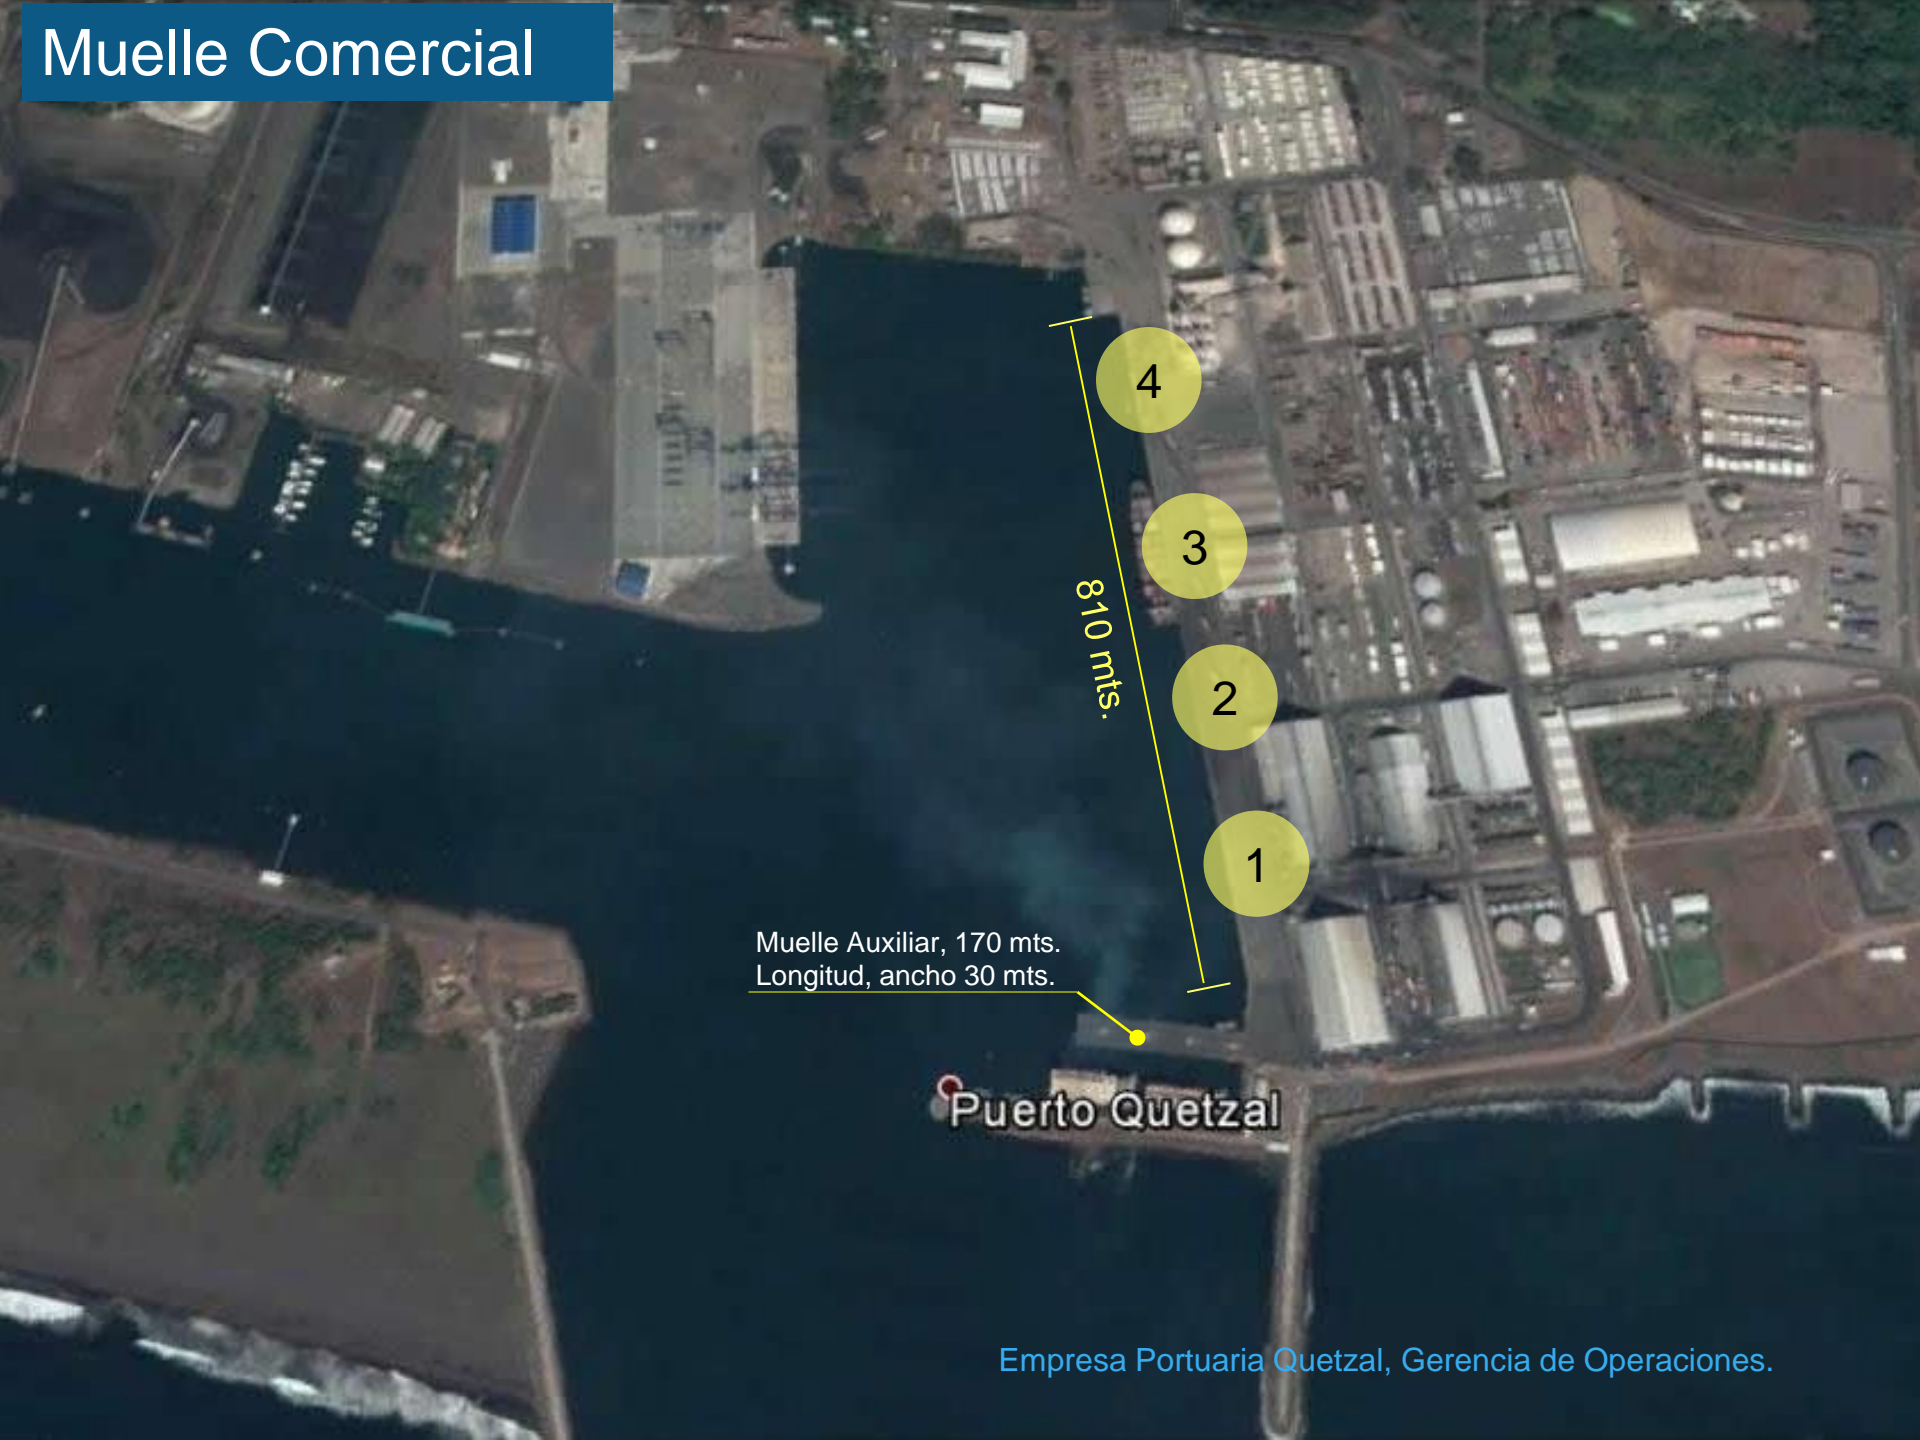 Muelle Comercial
4
3
810 mts.
2
1
Muelle Auxiliar, 170 mts.
Longitud, ancho 30 mts.
Puerto Quetzal
Empresa Portuaria Quetzal, Gerencia de Operaciones.